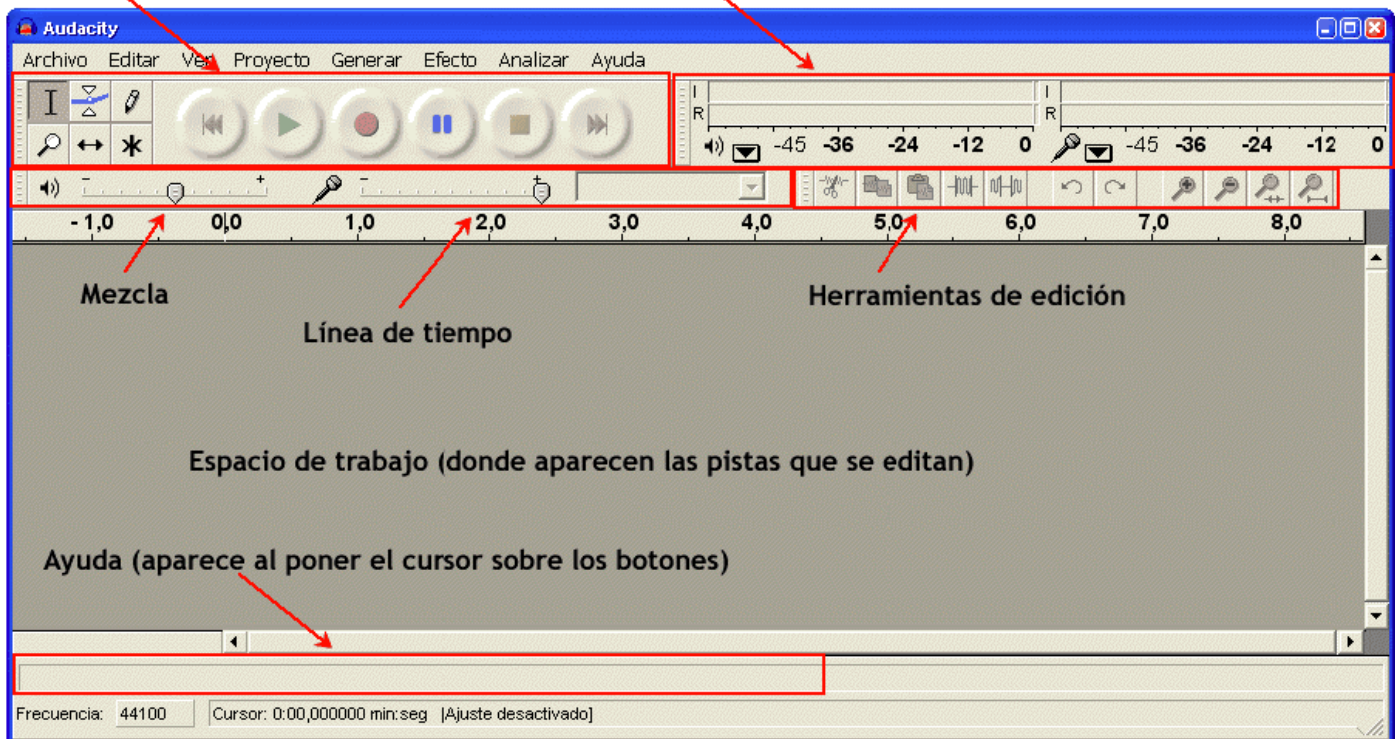 Audacity
Archivo Editar Ver Proyecto Generar Efecto Analizar Ayuda
I I
R R
-45 -36 -24 -12 0 -45 -36 -24 -12 0
- + - +
- 1,0 0,0 1,0 2,0 3,0 4,0 5,0 6,0 7,0 8,0
Mezcla Herramientas de edición
Línea de tiempo
Espacio de trabajo (donde aparecen las pistas que se editan)
Ayuda (aparece al poner el cursor sobre los botones)
Frecuencia: 44100 Cursor: 0:00,000000 min:seg |Ajuste desactivado]